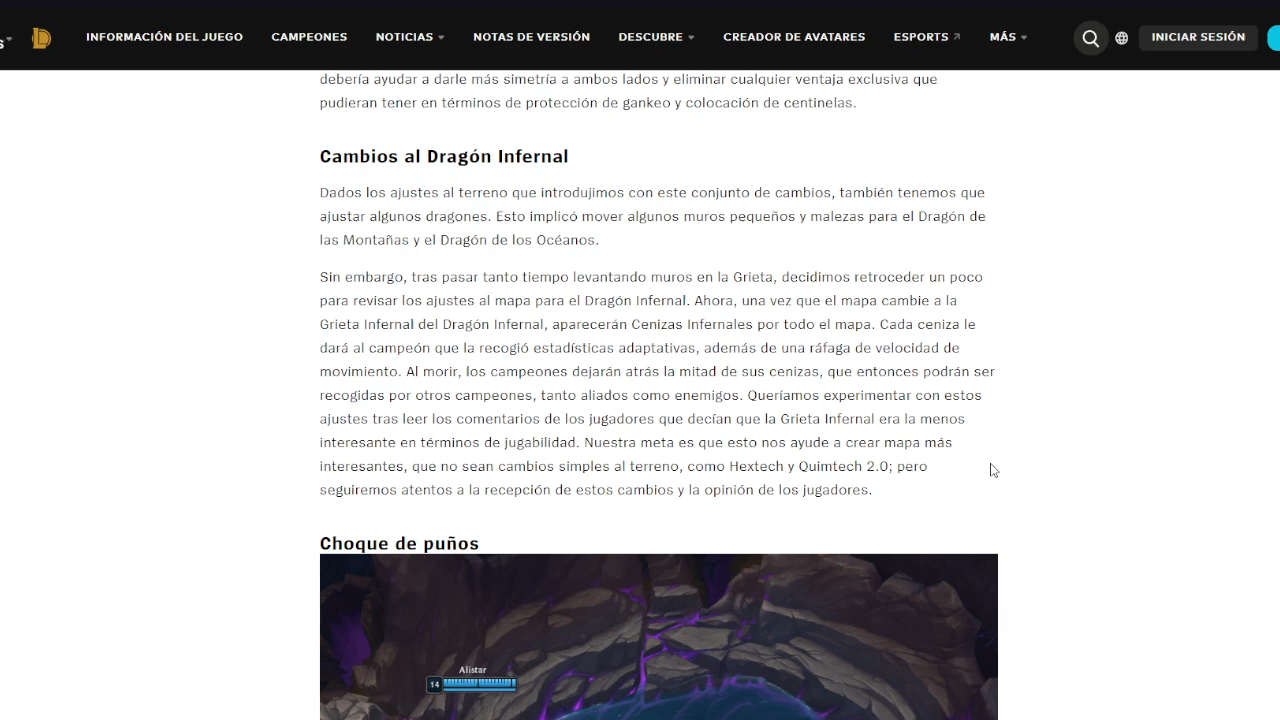 S
INFORMACIÓN DEL JUEGO CAMPEONES NOTICIAS NOTAS DE VERSIÓN DESCUBRE CREADOR DE AVATARES ESPORTS MÁS INICIAR SESIÓN
debería ayudar a darle más simetría a ambos lados y eliminar cualquier ventaja exclusiva que
pudieran tener en términos de protección de gankeo y colocación de centinelas.
Cambios al Dragón Infernal
Dados los ajustes al terreno que introdujimos con este conjunto de cambios, también tenemos que
ajustar algunos dragones. Esto implicó mover algunos muros pequeños y malezas para el Dragón de
las Montañas y el Dragón de los Océanos.
Sin embargo, tras pasar tanto tiempo levantando muros en la Grieta, decidimos retroceder un poco
para revisar los ajustes al mapa para el Dragón Infernal. Ahora, una vez que el mapa cambie a la
Grieta Infernal del Dragón Infernal, aparecerán Cenizas Infernales por todo el mapa. Cada ceniza le
dará al campeón que la recogió estadísticas adaptativas, además de una ráfaga de velocidad de
movimiento. Al morir, los campeones dejarán atrás la mitad de sus cenizas, que entonces podrán ser
recogidas por otros campeones, tanto aliados como enemigos. Queríamos experimentar con estos
ajustes tras leer los comentarios de los jugadores que decían que la Grieta Infernal era la menos
interesante en términos de jugabilidad. Nuestra meta es que esto nos ayude a crear mapa más
interesantes, que no sean cambios simples al terreno, como Hextech y Quimtech 2.0; pero
seguiremos atentos a la recepción de estos cambios y la opinión de los jugadores.
Choque de puños
Alistar
14